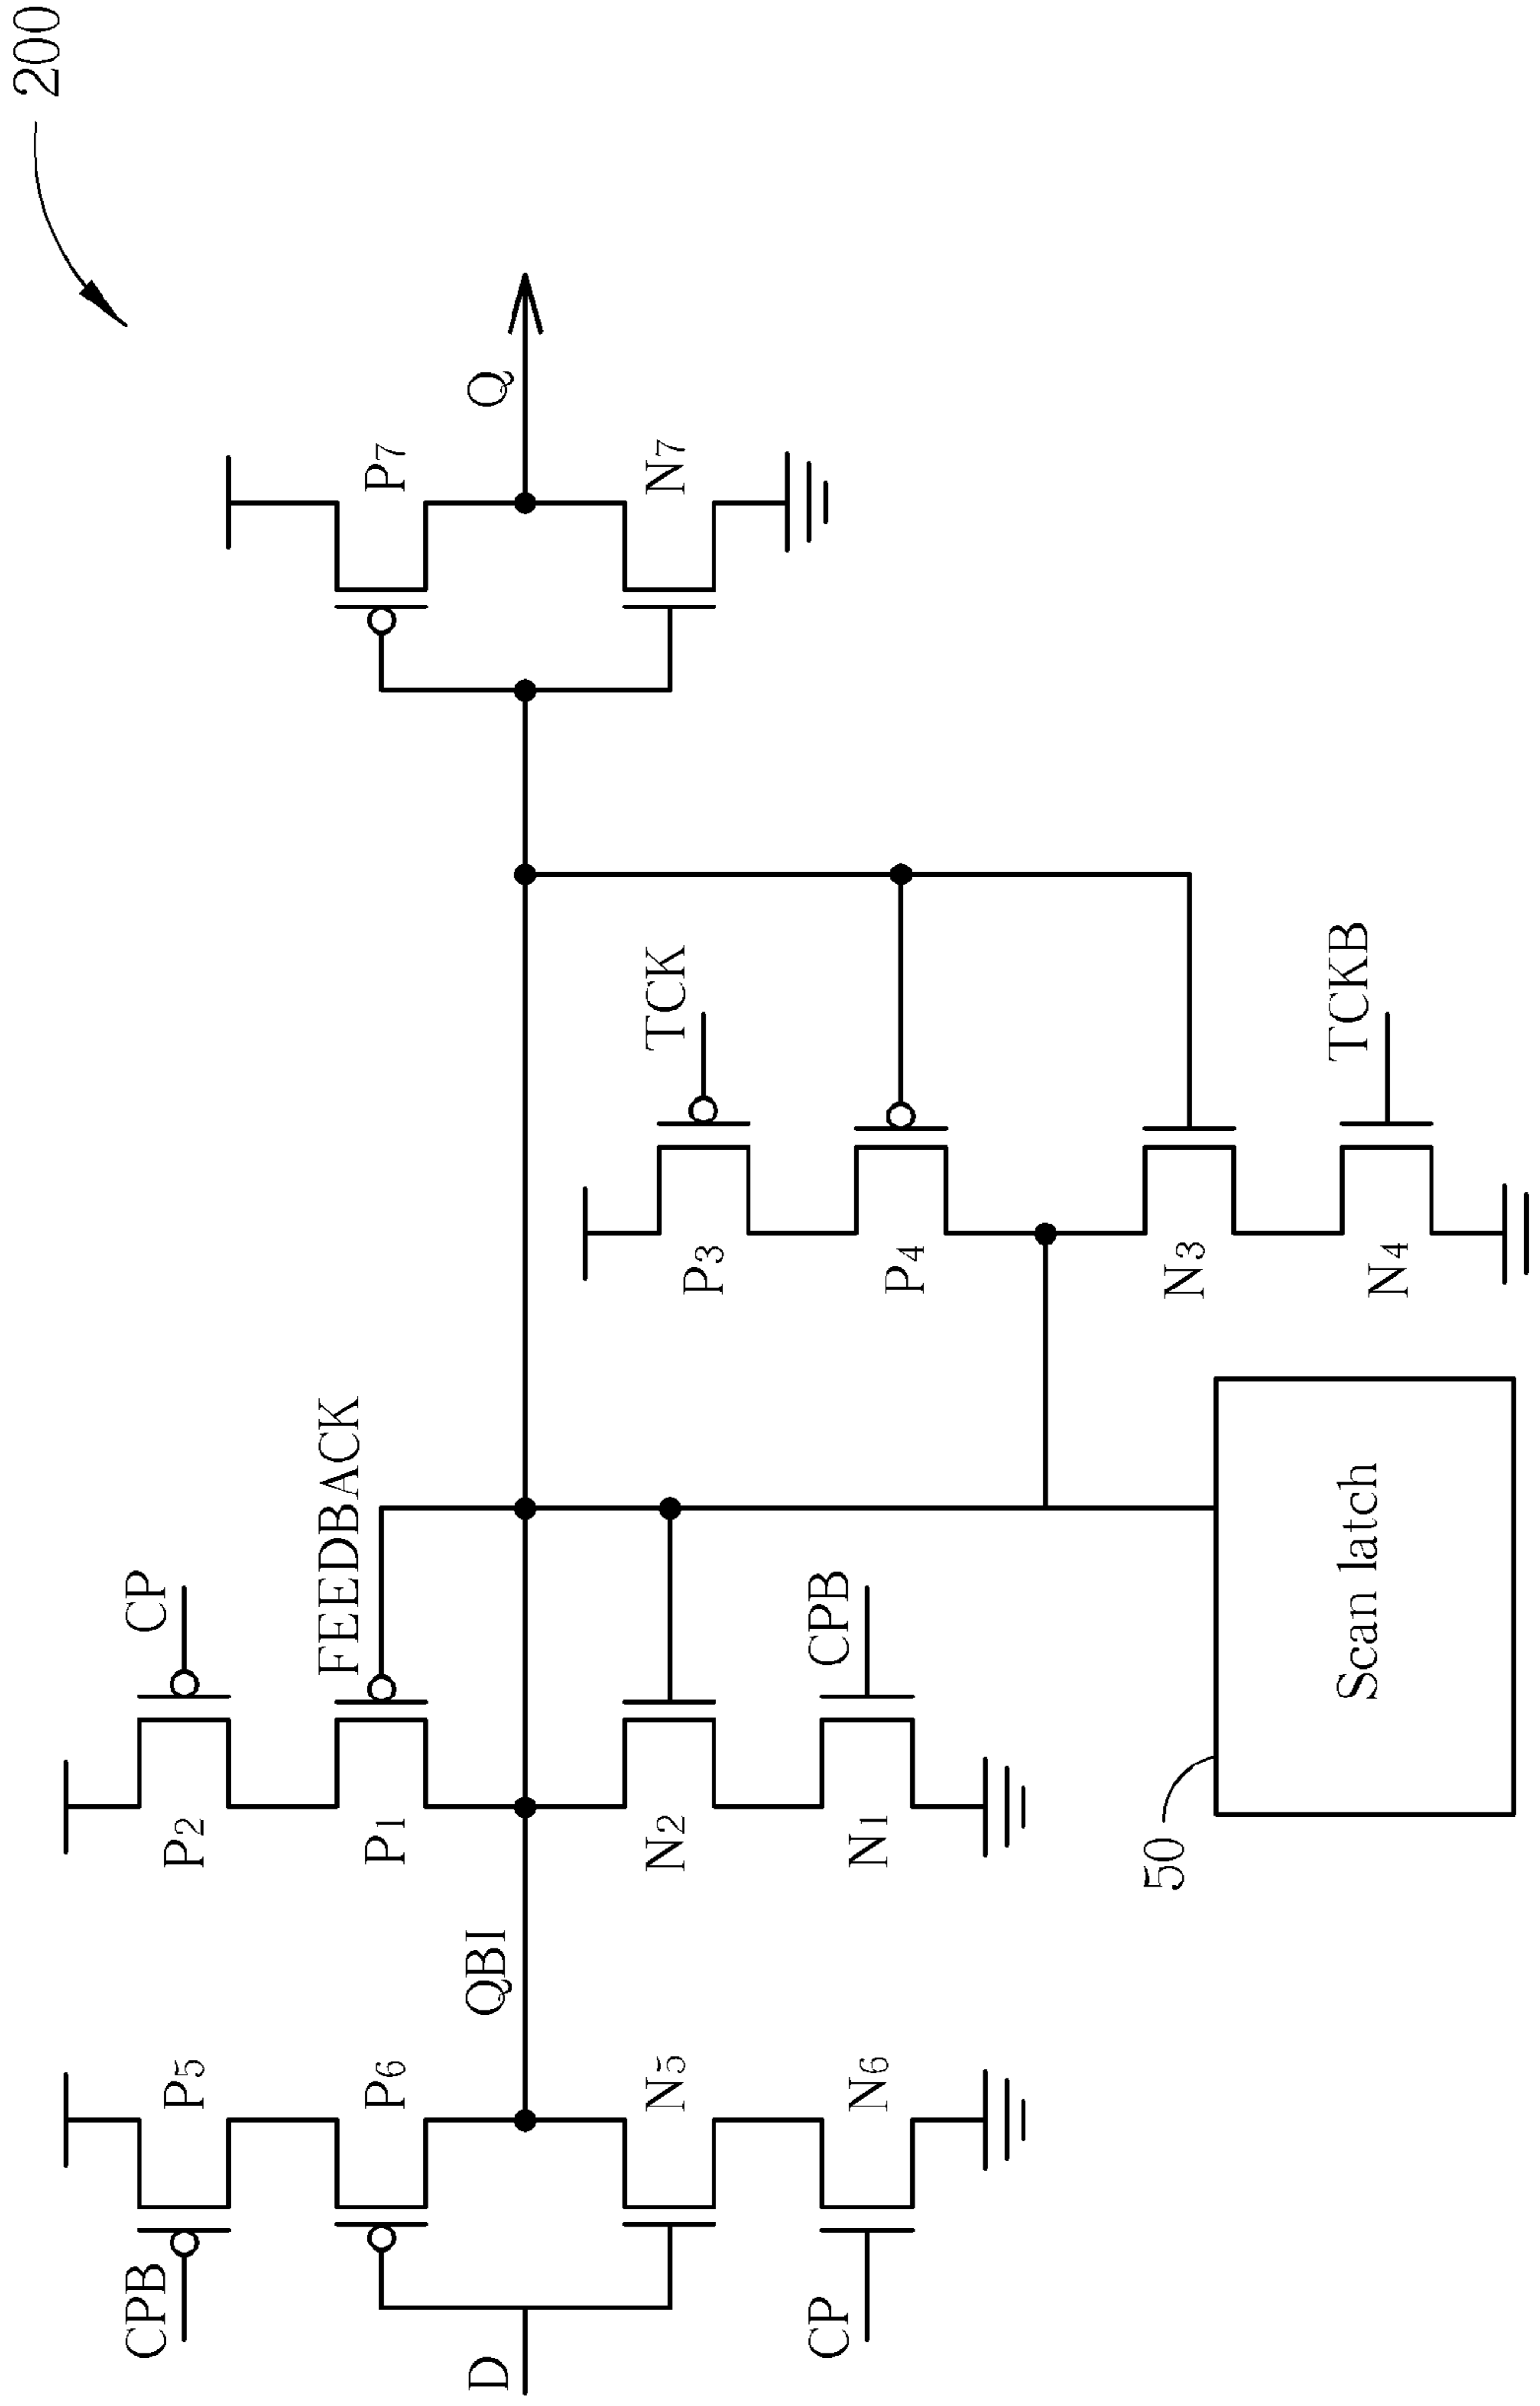 200
CPB
P5
D
P6
QBI
N5
CP
N6
CP
P2
FEEDBACK
P1
N2
CPB
N1
50
Scan latch
TCK
P3
P4
N3
TCKB
N4
P7
Q
N7